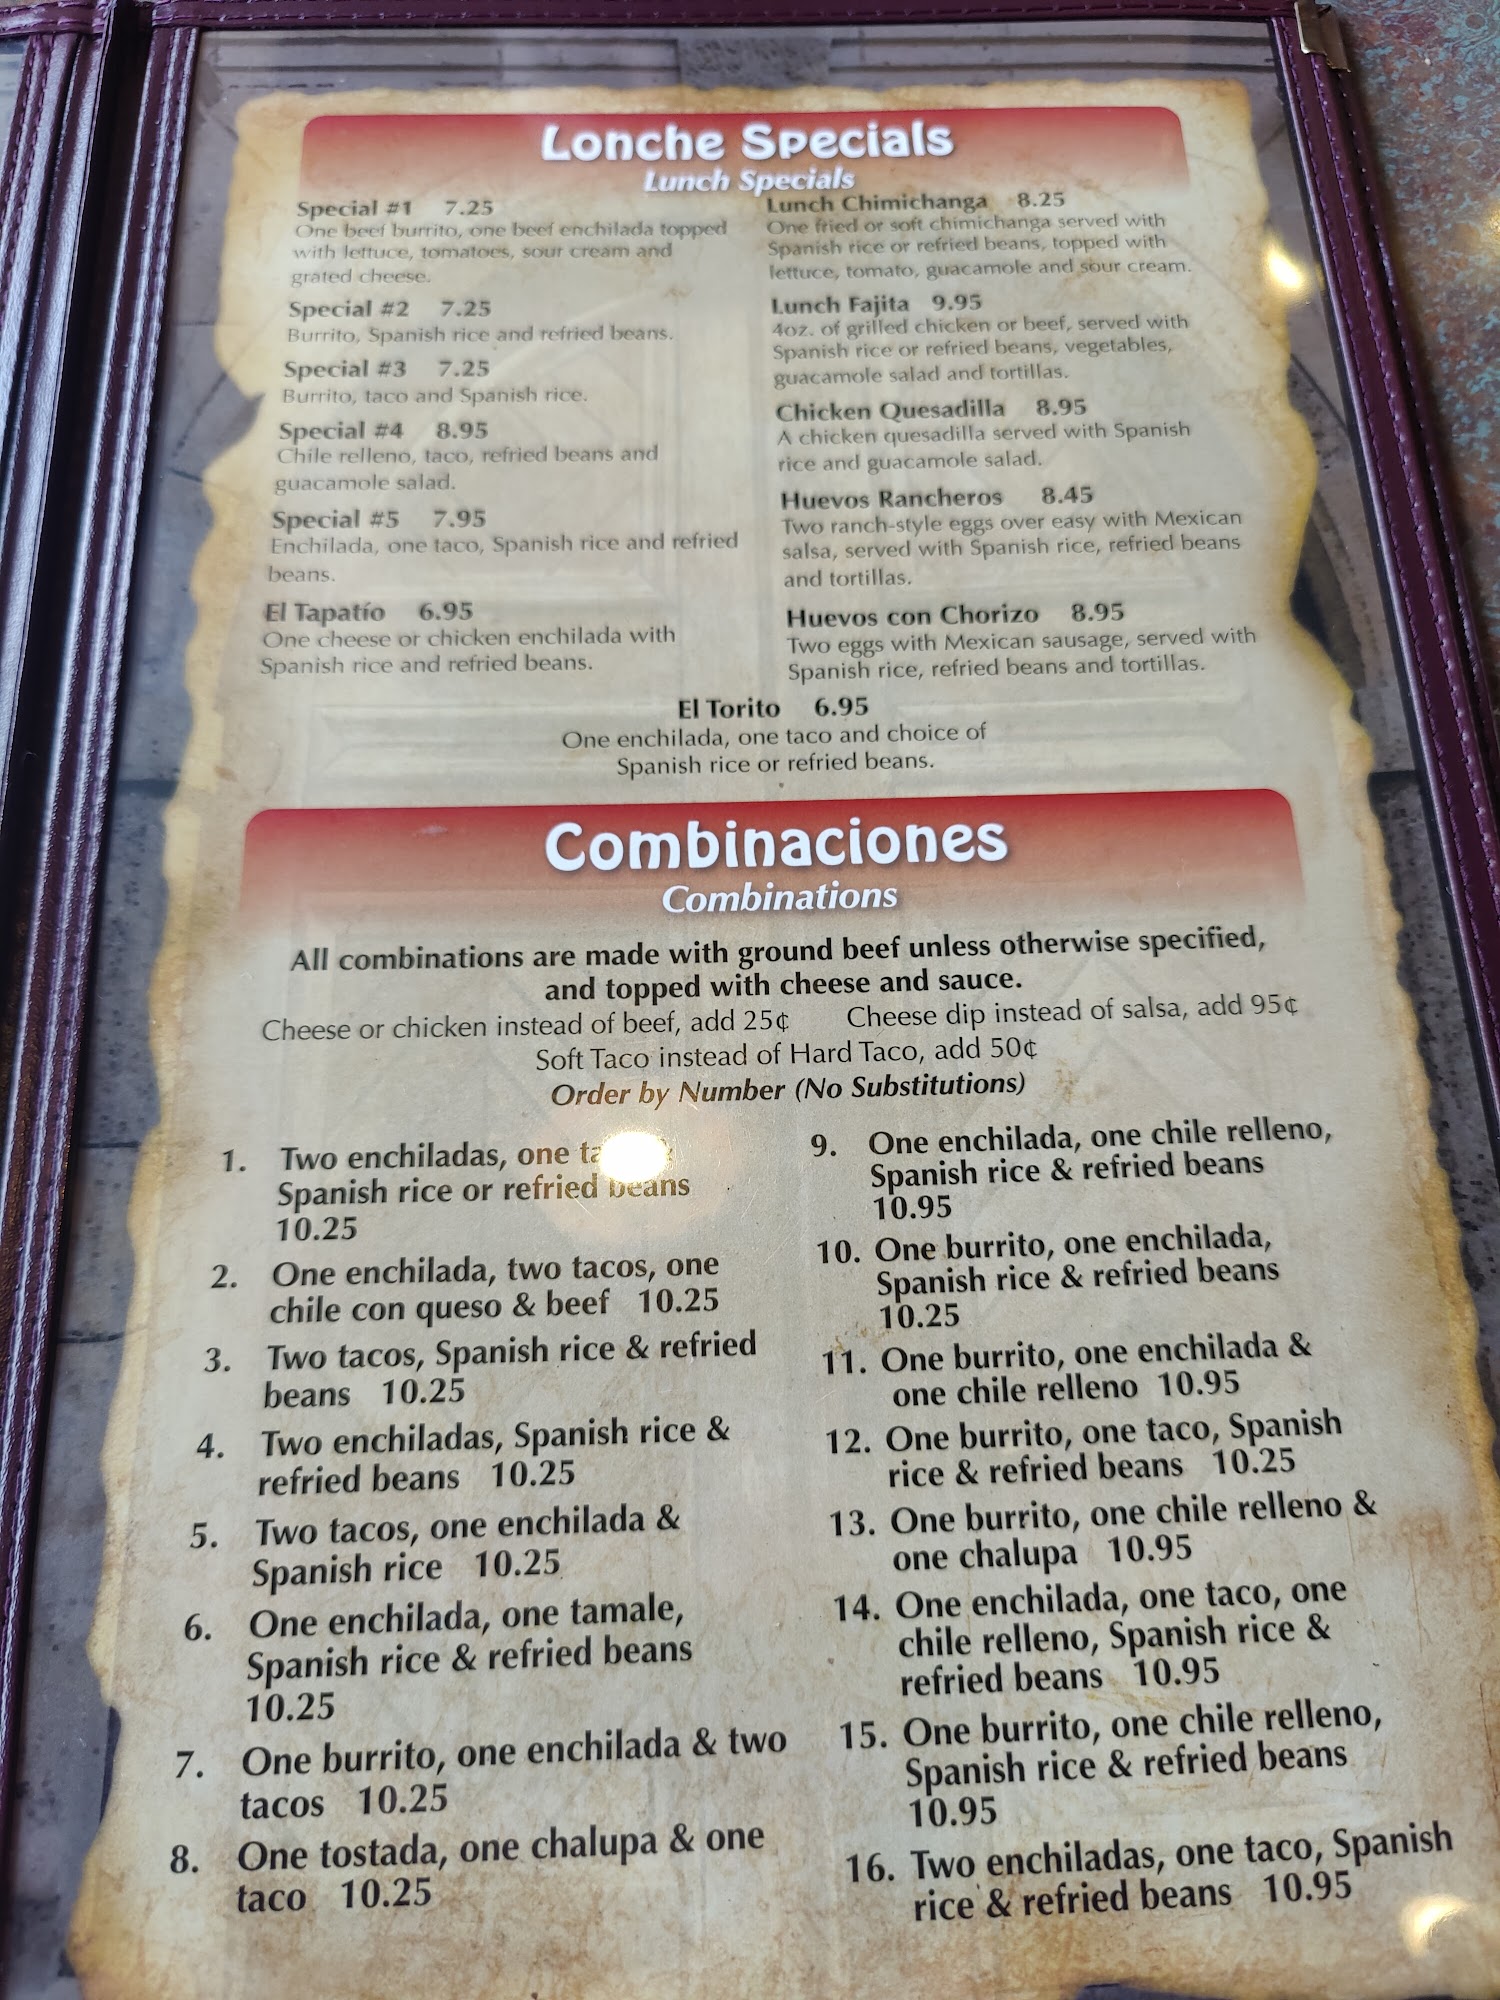 Lonche Specials
Lunch Specials
Special #1 7.25
One beef burrito, one beef enchilada topped
with lettuce, tomatoes, sour cream and
grated cheese.
Special #2 7.25
Burrito, Spanish rice and refried beans.
Special #3 7.25
Burrito, taco and Spanish rice.
Special #4 8.95
Chile relleno, taco, refried beans and
guacamole salad.
Special #5 7.95
Enchilada, one taco, Spanish rice and refried
beans.
El Tapatío 6.95
One cheese or chicken enchilada with
Spanish rice and refried beans.
Lunch Chimichanga 8.25
One fried or soft chimichanga served with
Spanish rice or refried beans, topped with
lettuce, tomato, guacamole and sour cream.
Lunch Fajita 9.95
4oz. of grilled chicken or beef, served with
Spanish rice or refried beans, vegetables,
guacamole salad and tortillas.
Chicken Quesadilla 8.95
A chicken quesadilla served with Spanish
rice and guacamole salad.
Huevos Rancheros 8.45
Two ranch-style eggs over easy with Mexican
salsa, served with Spanish rice, refried beans
and tortillas.
Huevos con Chorizo 8.95
Two eggs with Mexican sausage, served with
Spanish rice, refried beans and tortillas.
El Torito 6.95
One enchilada, one taco and choice of
Spanish rice or refried beans.
Combinaciones
Combinations
All combinations are made with ground beef unless otherwise specified,
and topped with cheese and sauce.
Cheese or chicken instead of beef, add 25¢ Cheese dip instead of salsa, add 95¢
Soft Taco instead of Hard Taco, add 50¢
Order by Number (No Substitutions)
1. Two enchiladas, one
Spanish rice or refried beans
10.25
2. One enchilada, two tacos, one
chile con queso & beef 10.25
3. Two tacos, Spanish rice & refried
beans 10.25
4. Two enchiladas, Spanish rice &
refried beans 10.25
5. Two tacos, one enchilada &
Spanish rice 10.25
6. One enchilada, one tamale,
Spanish rice & refried beans
10.25
7. One burrito, one enchilada & two
tacos 10.25
8. One tostada, one chalupa & one
taco 10.25
9. One enchilada, one chile relleno,
Spanish rice & refried beans
10.95
10. One burrito, one enchilada,
Spanish rice & refried beans
10.25
11. One burrito, one enchilada &
one chile relleno 10.95
12. One burrito, one taco, Spanish
rice & refried beans 10.25
13. One burrito, one chile relleno &
one chalupa 10.95
14. One enchilada, one taco, one
chile relleno, Spanish rice &
refried beans 10.95
15. One burrito, one chile relleno,
Spanish rice & refried beans
10.95
16. Two enchiladas, one taco, Spanish
rice & refried beans 10.95